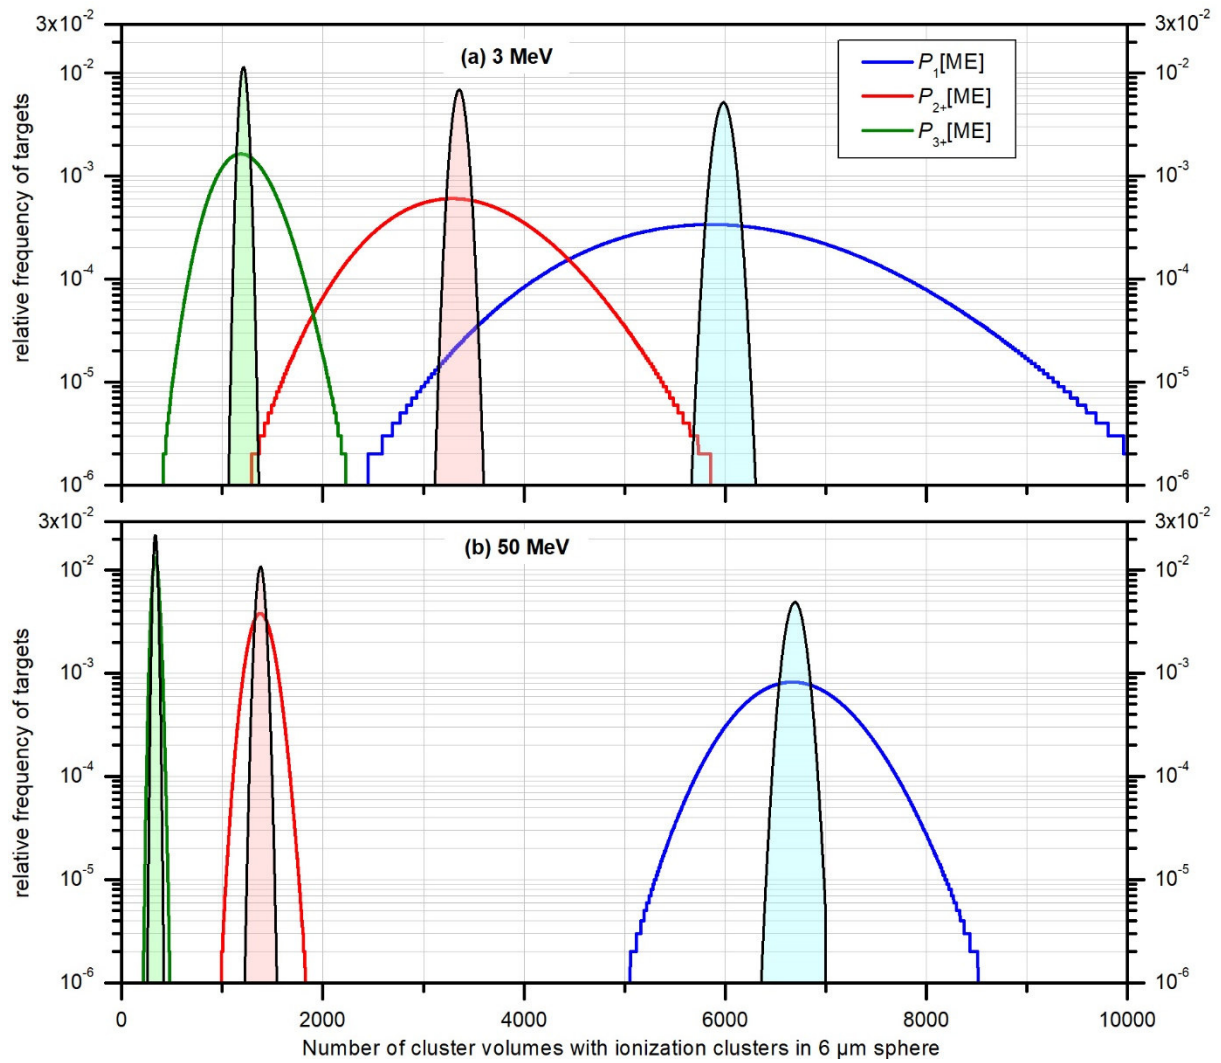 (a) 3 MeV
P₁[ME]
P₂₊[ME]
P₃₊[ME]
relative frequency of targets
3x10⁻² 3x10⁻²
10⁻² 10⁻²
10⁻³ 10⁻³
10⁻⁴ 10⁻⁴
10⁻⁵ 10⁻⁵
10⁻⁶ 10⁻⁶
(b) 50 MeV
relative frequency of targets
3x10⁻² 3x10⁻²
10⁻² 10⁻²
10⁻³ 10⁻³
10⁻⁴ 10⁻⁴
10⁻⁵ 10⁻⁵
10⁻⁶ 10⁻⁶
0 2000 4000 6000 8000 10000
Number of cluster volumes with ionization clusters in 6 µm sphere